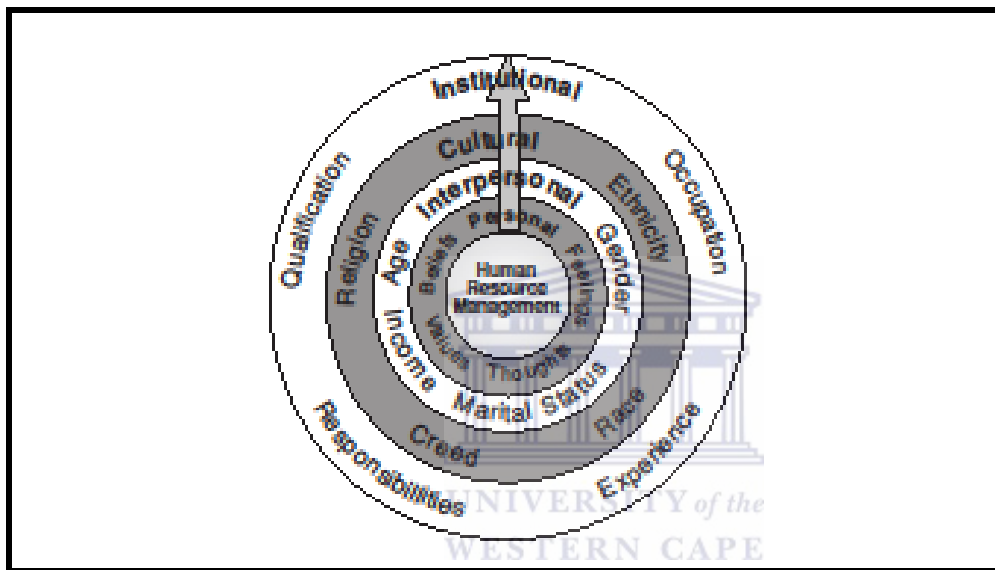 Institutional
Qualification
Occupation
Responsibilities
Experience
Cultural
Religion
Ethnicity
Creed
Race
Interpersonal
Age
Gender
Income
Marital Status
Personal
Beliefs
Feelings
Values
Thoughts
Human
Resource
Management
UNIVERSITY of the
WESTERN CAPE